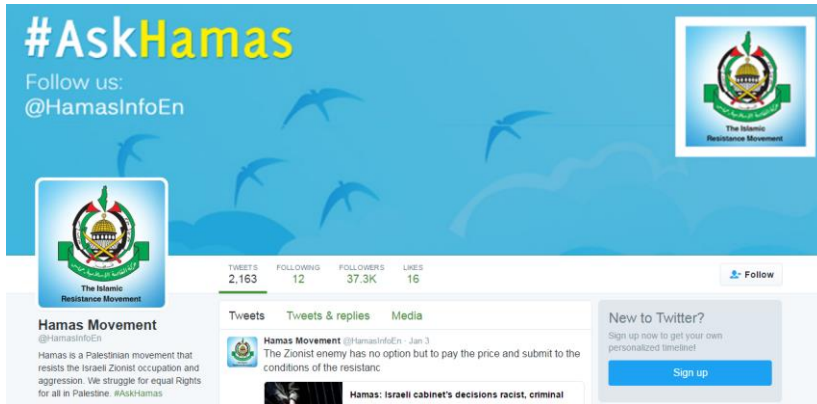 #AskHamas
Follow us:
@HamasInfoEn
The Islamic
Resistance Movement
The Islamic
Resistance Movement
TWEETS FOLLOWING FOLLOWERS LIKES
2,163 12 37.3K 16
Follow
Hamas Movement
@HamasInfoEn
Hamas is a Palestinian movement that
resists the Israeli Zionist occupation and
aggression. We struggle for equal Rights
for all in Palestine. #AskHamas
Tweets Tweets & replies Media
Hamas Movement @HamasInfoEn · Jan 3
The Zionist enemy has no option but to pay the price and submit to the
conditions of the resistanc
Hamas: Israeli cabinet's decisions racist, criminal
New to Twitter?
Sign up now to get your own
personalized timeline!
Sign up